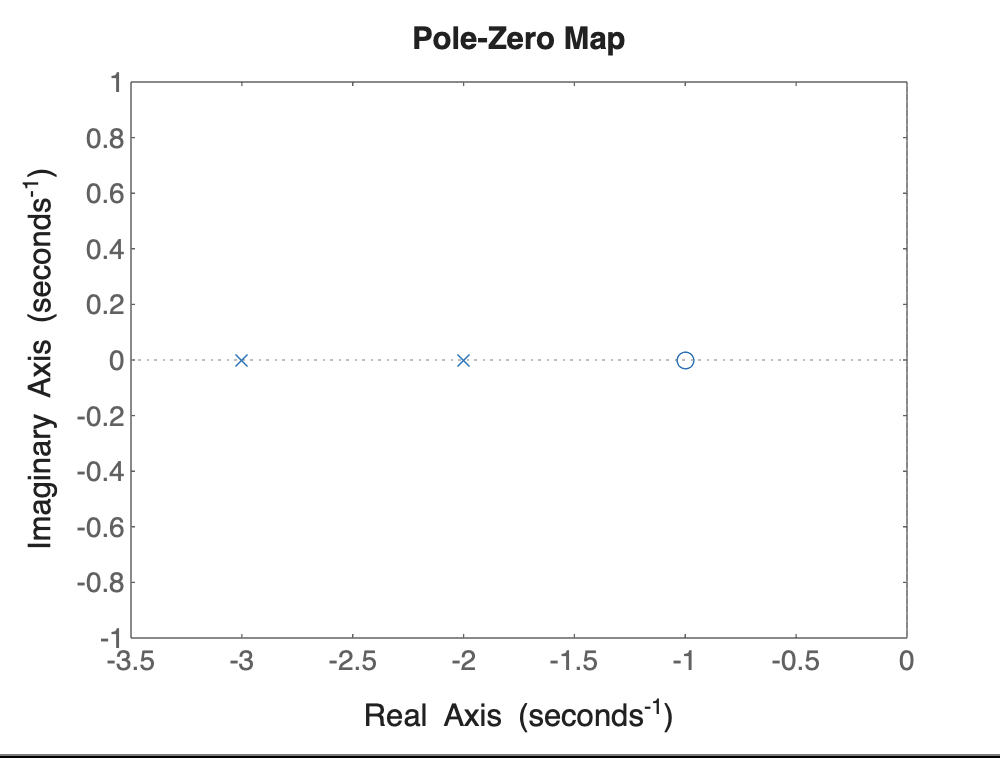 Pole-Zero Map
1
0.8
0.6
0.4
0.2
0
-0.2
-0.4
-0.6
-0.8
-1
Imaginary Axis (seconds⁻¹)
-3.5 -3 -2.5 -2 -1.5 -1 -0.5 0
Real Axis (seconds⁻¹)